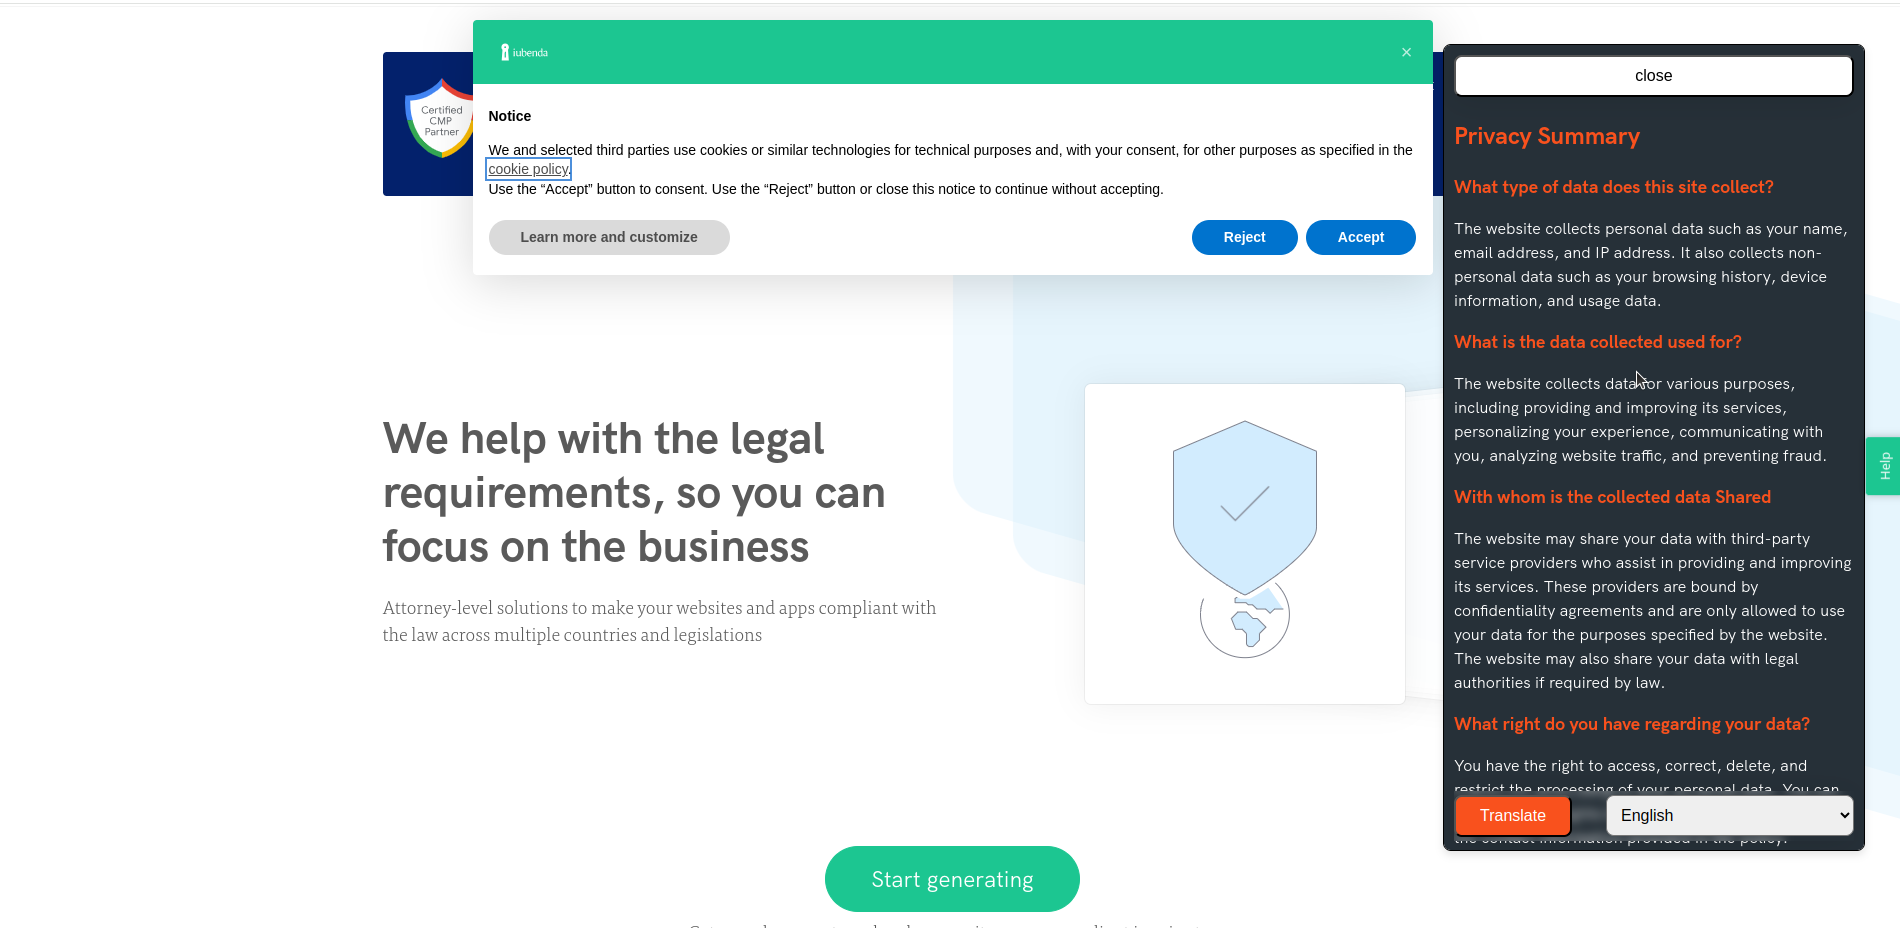 iubenda
×
Certified
CMP
Partner
Notice
We and selected third parties use cookies or similar technologies for technical purposes and, with your consent, for other purposes as specified in the
cookie policy.
Use the “Accept” button to consent. Use the “Reject” button or close this notice to continue without accepting.
Learn more and customize
Reject
Accept
We help with the legal
requirements, so you can
focus on the business
Attorney-level solutions to make your websites and apps compliant with
the law across multiple countries and legislations
Start generating
close
Privacy Summary
What type of data does this site collect?
The website collects personal data such as your name,
email address, and IP address. It also collects non-
personal data such as your browsing history, device
information, and usage data.
What is the data collected used for?
The website collects data for various purposes,
including providing and improving its services,
personalizing your experience, communicating with
you, analyzing website traffic, and preventing fraud.
With whom is the collected data Shared
The website may share your data with third-party
service providers who assist in providing and improving
its services. These providers are bound by
confidentiality agreements and are only allowed to use
your data for the purposes specified by the website.
The website may also share your data with legal
authorities if required by law.
What right do you have regarding your data?
You have the right to access, correct, delete, and
restrict the processing of your personal data. You can
the contact information provided in the policy.
Translate
English
Help